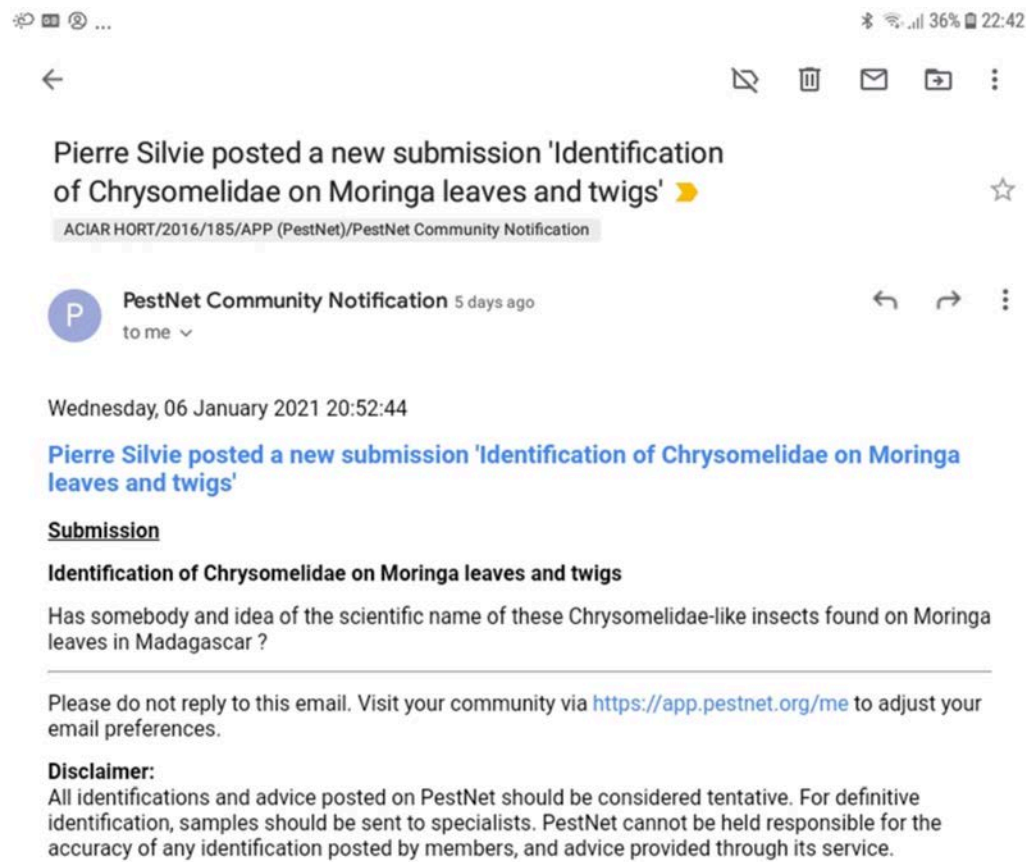 36% 22:42
Pierre Silvie posted a new submission 'Identification
of Chrysomelidae on Moringa leaves and twigs'
ACIAR HORT/2016/185/APP (PestNet)/PestNet Community Notification
P
PestNet Community Notification 5 days ago
to me
Wednesday, 06 January 2021 20:52:44
Pierre Silvie posted a new submission 'Identification of Chrysomelidae on Moringa
leaves and twigs'
Submission
Identification of Chrysomelidae on Moringa leaves and twigs
Has somebody and idea of the scientific name of these Chrysomelidae-like insects found on Moringa
leaves in Madagascar ?
Please do not reply to this email. Visit your community via https://app.pestnet.org/me to adjust your
email preferences.
Disclaimer:
All identifications and advice posted on PestNet should be considered tentative. For definitive
identification, samples should be sent to specialists. PestNet cannot be held responsible for the
accuracy of any identification posted by members, and advice provided through its service.